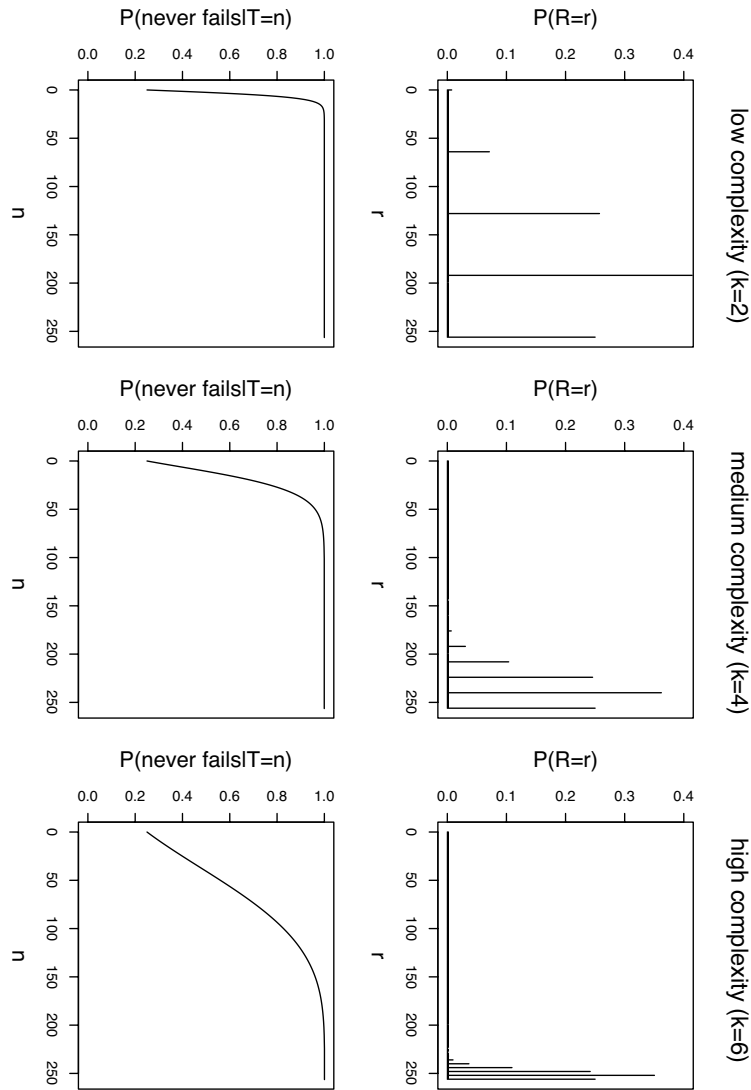 low complexity (k=2)
P(R=r)
0.0 0.1 0.2 0.3 0.4
0 50 100 150 200 250
r
medium complexity (k=4)
P(R=r)
0.0 0.1 0.2 0.3 0.4
0 50 100 150 200 250
r
high complexity (k=6)
P(R=r)
0.0 0.1 0.2 0.3 0.4
0 50 100 150 200 250
r
P(never fails|T=n)
0.0 0.2 0.4 0.6 0.8 1.0
0 50 100 150 200 250
n
P(never fails|T=n)
0.0 0.2 0.4 0.6 0.8 1.0
0 50 100 150 200 250
n
P(never fails|T=n)
0.0 0.2 0.4 0.6 0.8 1.0
0 50 100 150 200 250
n